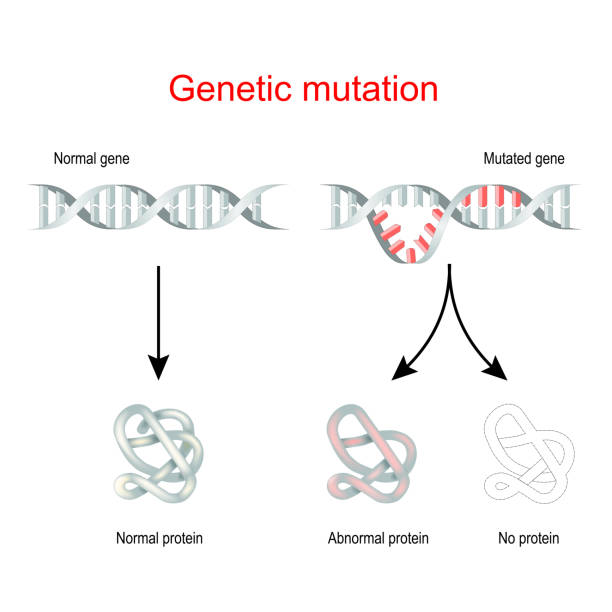 Genetic mutation
Normal gene
Mutated gene
Normal protein
Abnormal protein
No protein